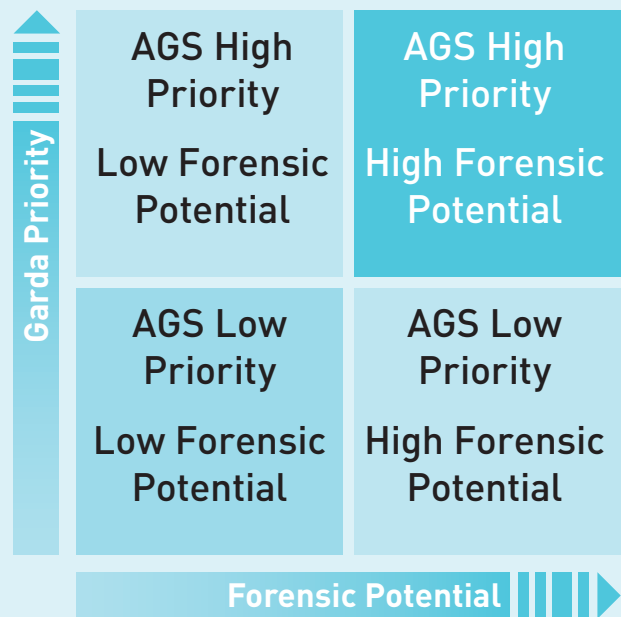 Garda Priority
AGS High
Priority
Low Forensic
Potential
AGS High
Priority
High Forensic
Potential
AGS Low
Priority
Low Forensic
Potential
AGS Low
Priority
High Forensic
Potential
Forensic Potential